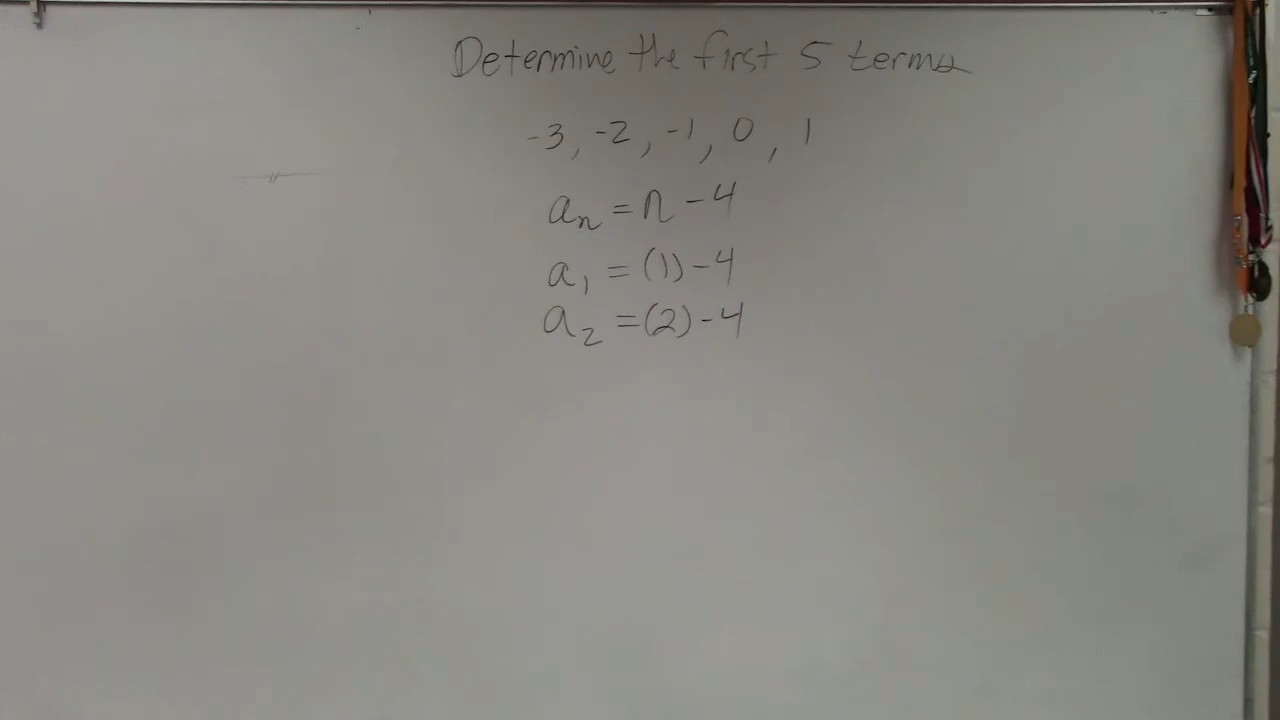 Determine the first 5 terms
-3, -2, -1, 0, 1
aₙ = n - 4
a₁ = (1) - 4
a₂ = (2) - 4